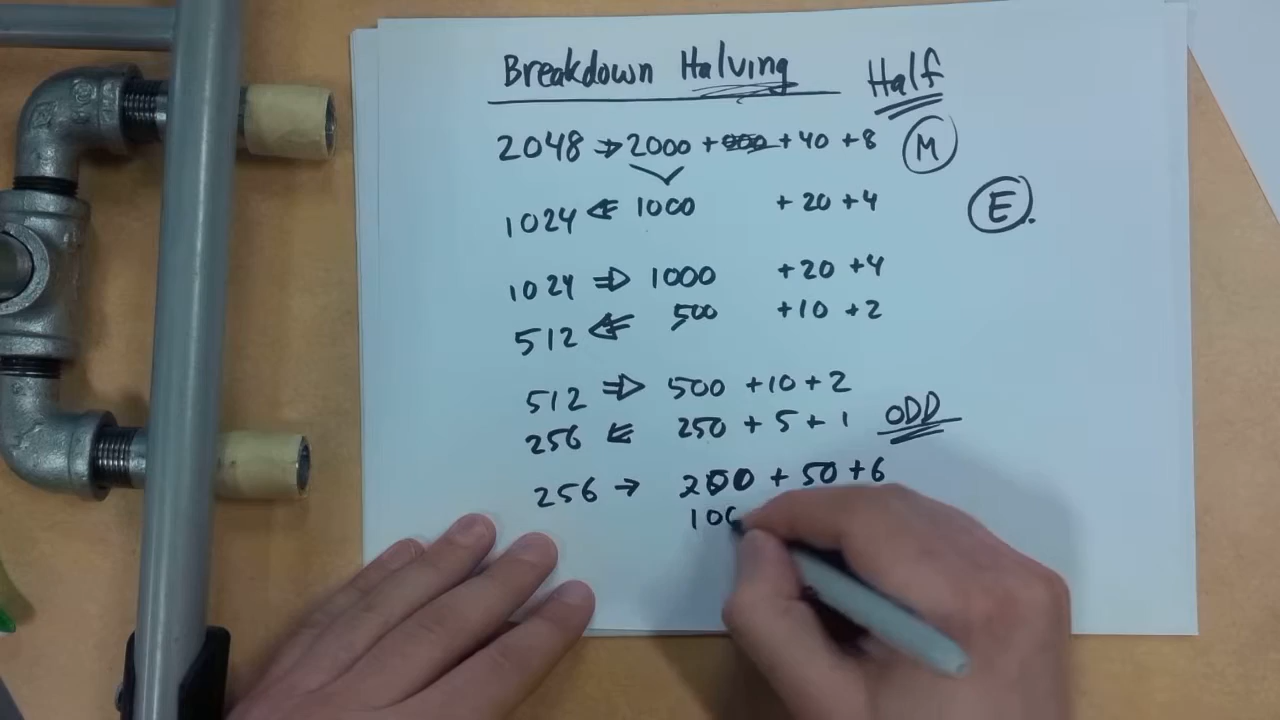 Breakdown Halving Half
2048 ⇒ 2000 + + 40 + 8 M
1024 ⇐ 1000 + 20 + 4 E.
1024 ⇒ 1000 + 20 + 4
512 ⇐ 500 + 10 + 2
512 ⇒ 500 + 10 + 2
256 ⇐ 250 + 5 + 1 ODD
256 → 200 + 50 + 6
100